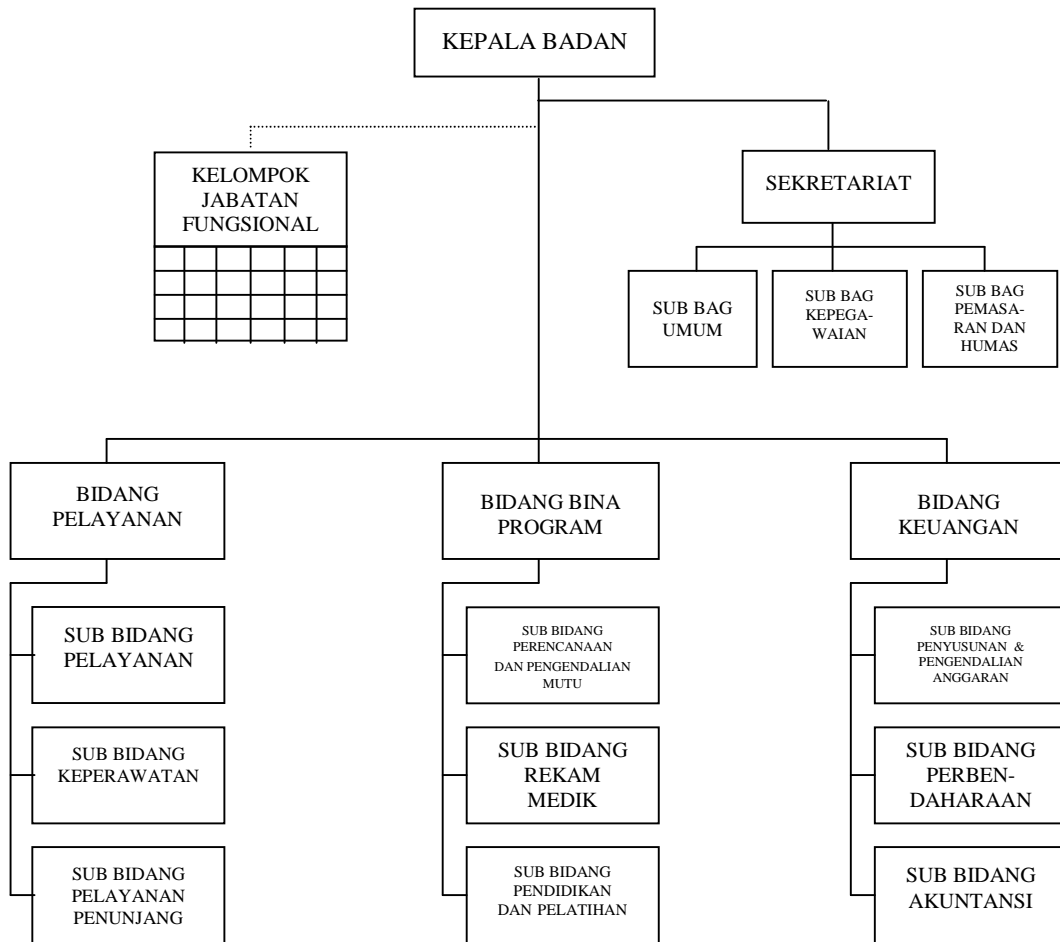 KEPALA BADAN
KELOMPOK
JABATAN
FUNGSIONAL
SEKRETARIAT
SUB BAG
UMUM
SUB BAG
KEPEGA-
WAIAN
SUB BAG
PEMASA-
RAN DAN
HUMAS
BIDANG
PELAYANAN
BIDANG BINA
PROGRAM
BIDANG
KEUANGAN
SUB BIDANG
PELAYANAN
SUB BIDANG
PERENCANAAN
DAN PENGENDALIAN
MUTU
SUB BIDANG
PENYUSUNAN &
PENGENDALIAN
ANGGARAN
SUB BIDANG
KEPERAWATAN
SUB BIDANG
REKAM
MEDIK
SUB BIDANG
PERBEN-
DAHARAAN
SUB BIDANG
PELAYANAN
PENUNJANG
SUB BIDANG
PENDIDIKAN
DAN PELATIHAN
SUB BIDANG
AKUNTANSI